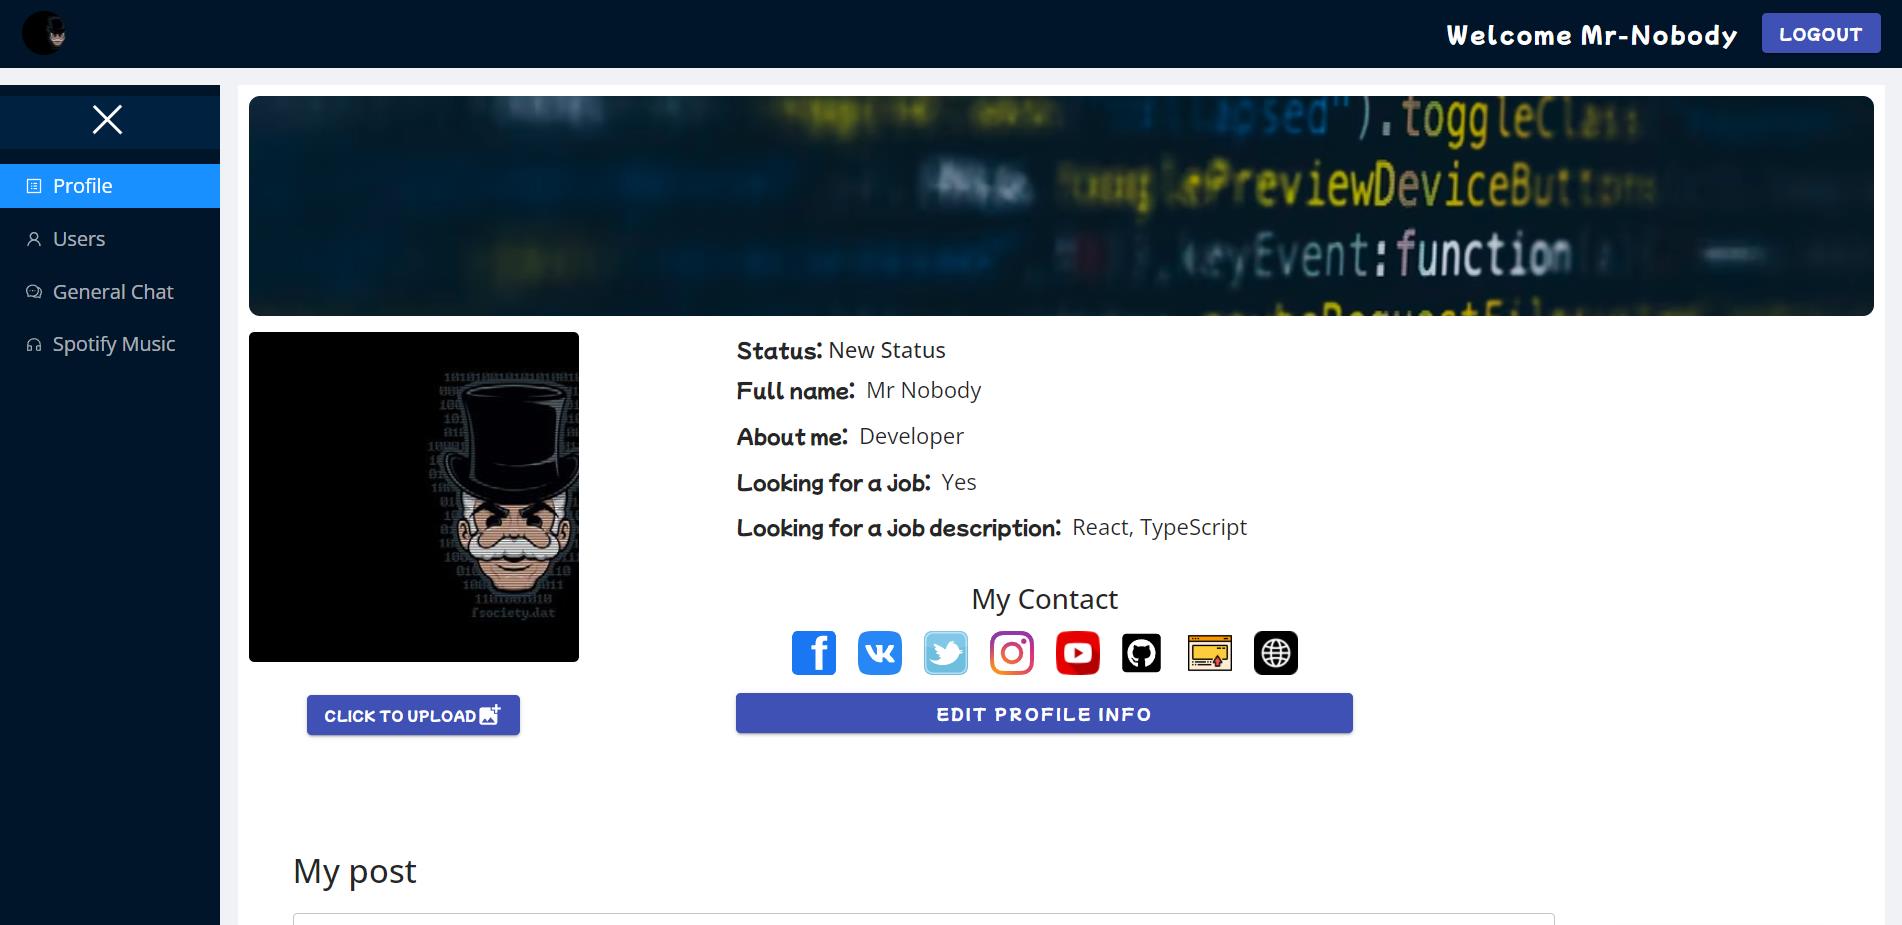 Welcome Mr-Nobody
LOGOUT
Profile
Users
General Chat
Spotify Music
").toggleClass
PreviewDeviceButtons
keyEvent:function
fsociety.dat
Status: New Status
Full name: Mr Nobody
About me: Developer
Looking for a Job: Yes
Looking for a Job description: React, TypeScript
My Contact
CLICK TO UPLOAD
EDIT PROFILE INFO
My post